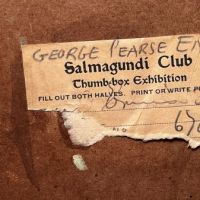 GEORGE PEARSE EN
Salmagundi Club
Thumb-box Exhibition
FILL OUT BOTH HALVES. PRINT OR WRITE